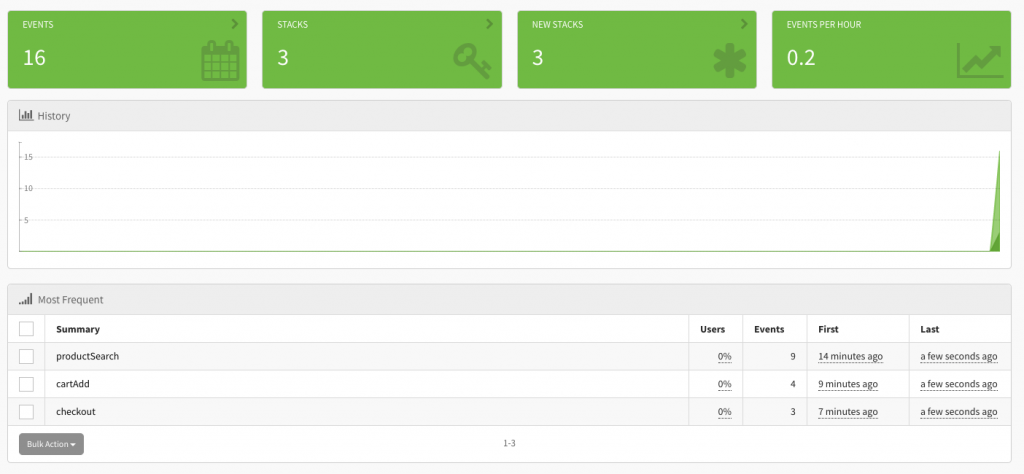 EVENTS STACKS NEW STACKS EVENTS PER HOUR
16 3 3 0.2
History
15
10
5
Most Frequent
Summary Users Events First Last
productSearch 0% 9 14 minutes ago a few seconds ago
cartAdd 0% 4 9 minutes ago a few seconds ago
checkout 0% 3 7 minutes ago a few seconds ago
Bulk Action 1-3